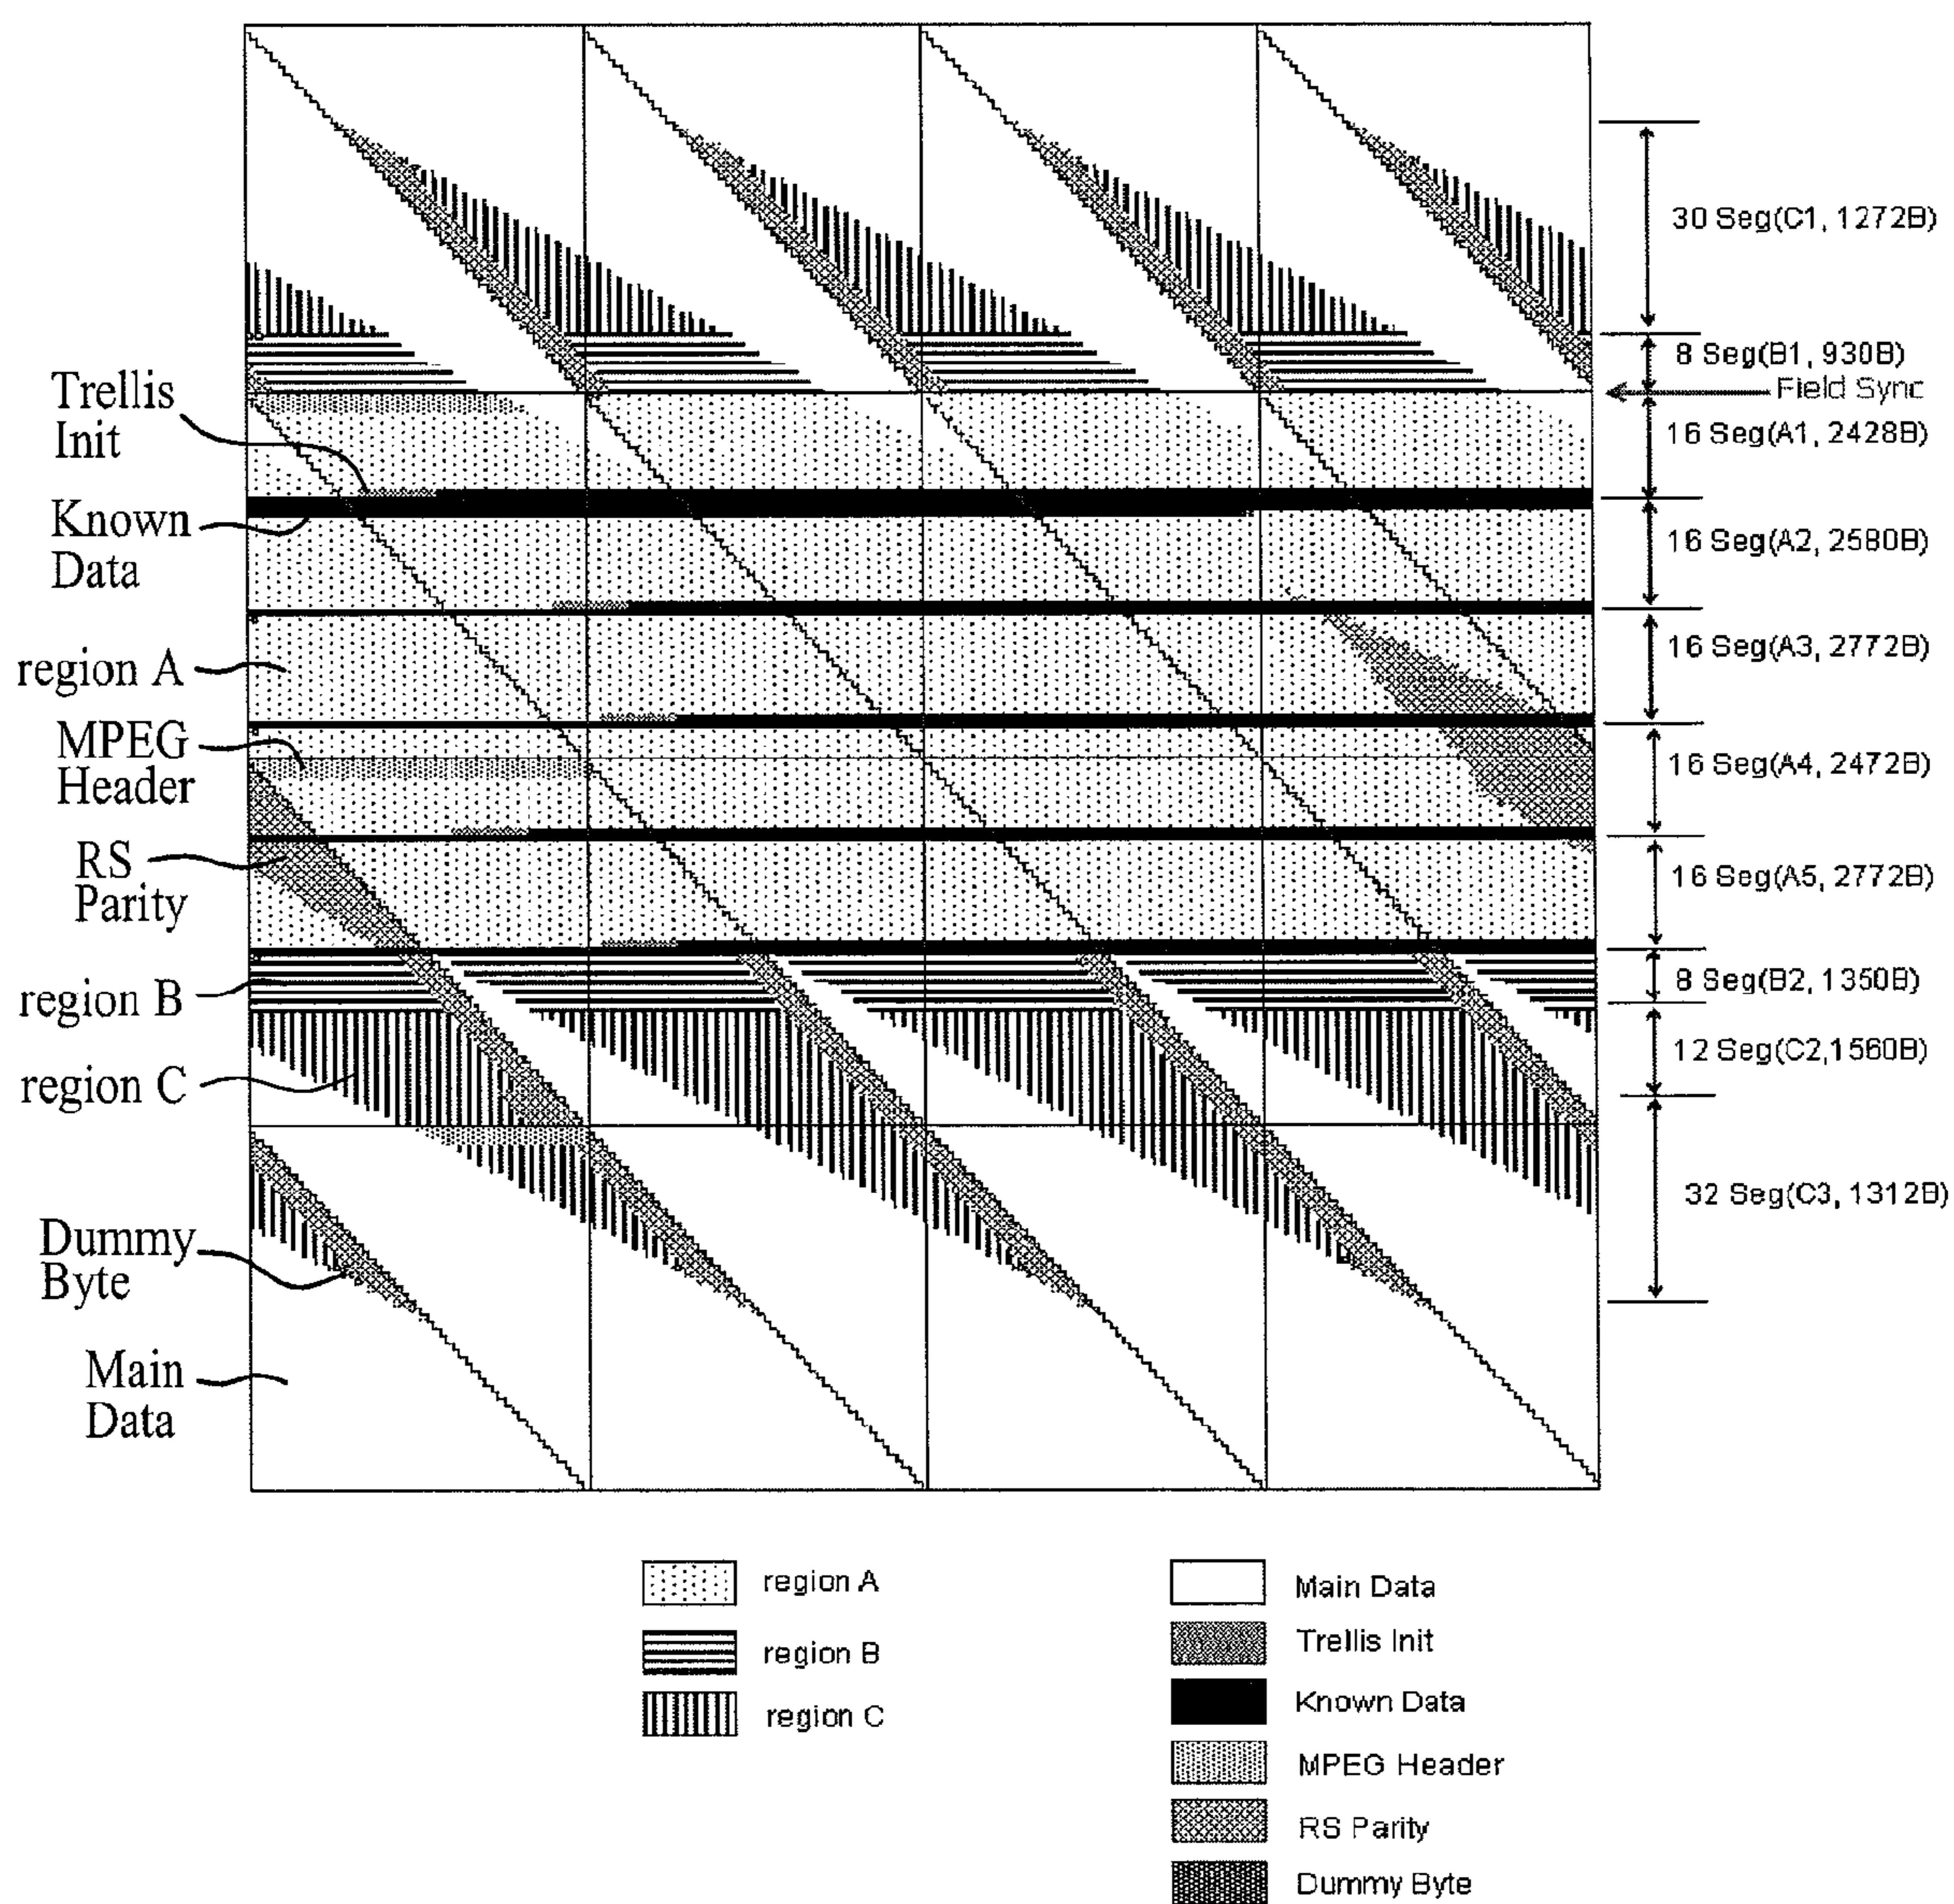 30 Seg(C1, 1272B)
8 Seg(B1, 930B)
Field Sync
16 Seg(A1, 2428B)
16 Seg(A2, 2580B)
16 Seg(A3, 2772B)
16 Seg(A4, 2472B)
16 Seg(A5, 2772B)
8 Seg(B2, 1350B)
12 Seg(C2,1560B)
32 Seg(C3, 1312B)
Trellis
Init
Known
Data
region A
MPEG
Header
RS
Parity
region B
region C
Dummy
Byte
Main
Data
region A
region B
region C
Main Data
Trellis Init
Known Data
MPEG Header
RS Parity
Dummy Byte